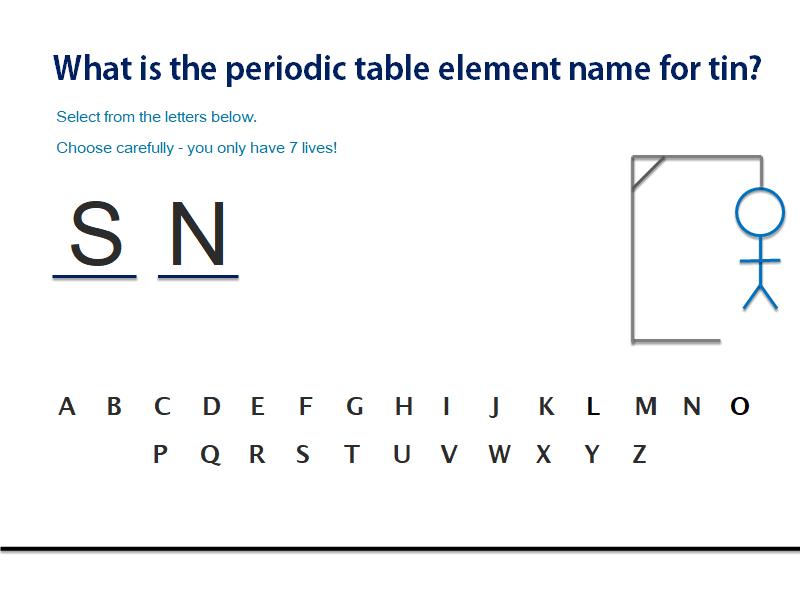 What is the periodic table element name for tin?
Select from the letters below.
Choose carefully - you only have 7 lives!
S N
A B C D E F G H I J K L M N O
P Q R S T U V W X Y Z